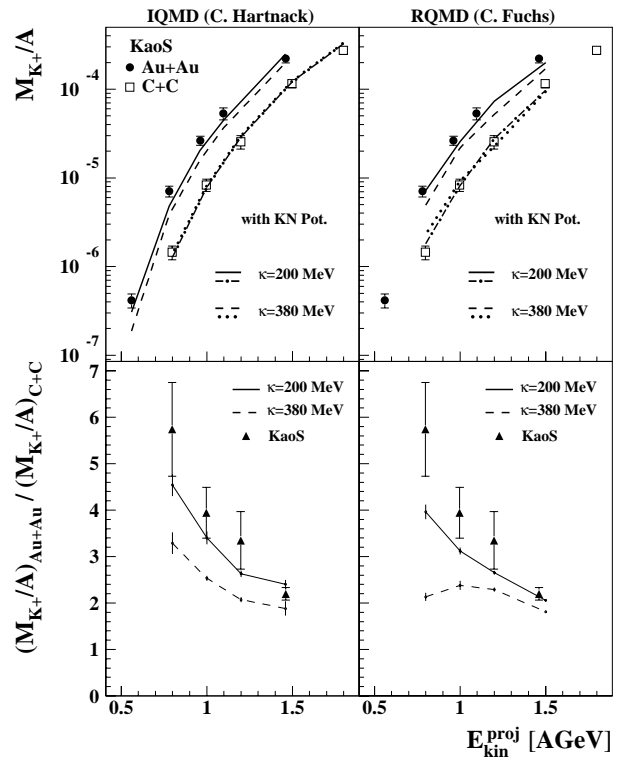 IQMD (C. Hartnack)
RQMD (C. Fuchs)
M_{K+}/A
KaoS
Au+Au
C+C
10^{-4}
10^{-5}
10^{-6}
10^{-7}
with KN Pot.
κ=200 MeV
κ=380 MeV
with KN Pot.
κ=200 MeV
κ=380 MeV
(M_{K+}/A)_{Au+Au} / (M_{K+}/A)_{C+C}
7
6
5
4
3
2
1
0
κ=200 MeV
κ=380 MeV
KaoS
κ=200 MeV
κ=380 MeV
KaoS
0.5 1 1.5 0.5 1 1.5
E_{kin}^{proj} [AGeV]